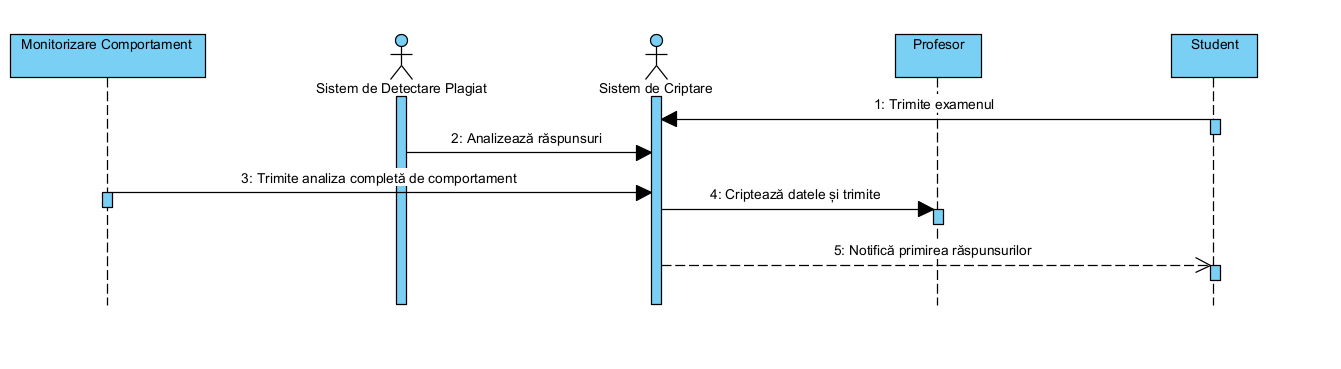 Monitorizare Comportament
Sistem de Detectare Plagiat
Sistem de Criptare
Profesor
Student
1: Trimite examenul
2: Analizează răspunsuri
3: Trimite analiza completă de comportament
4: Criptează datele și trimite
5: Notifică primirea răspunsurilor